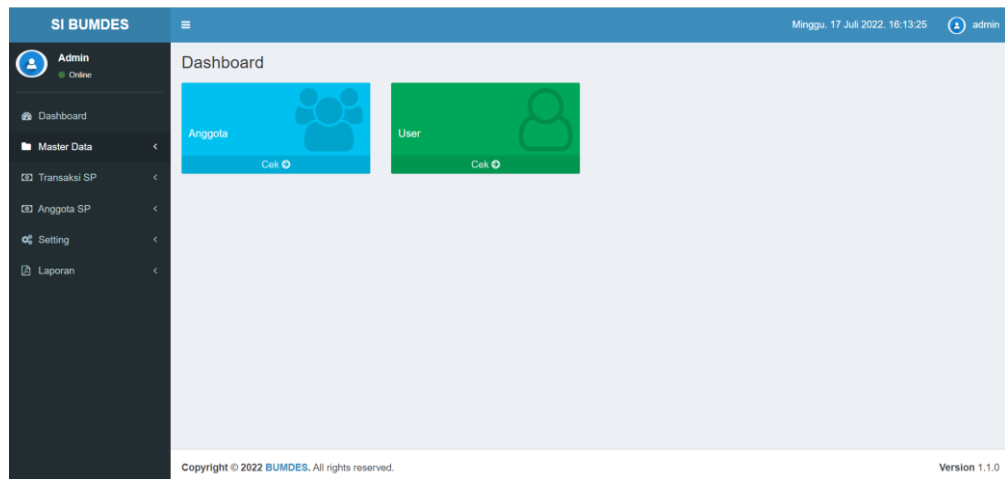 SI BUMDES
Minggu. 17 Juli 2022. 16:13:25
admin
Admin
Online
Dashboard
Master Data
Transaksi SP
Anggota SP
Setting
Laporan
Dashboard
Anggota
Cek
User
Cek
Copyright © 2022 BUMDES. All rights reserved.
Version 1.1.0